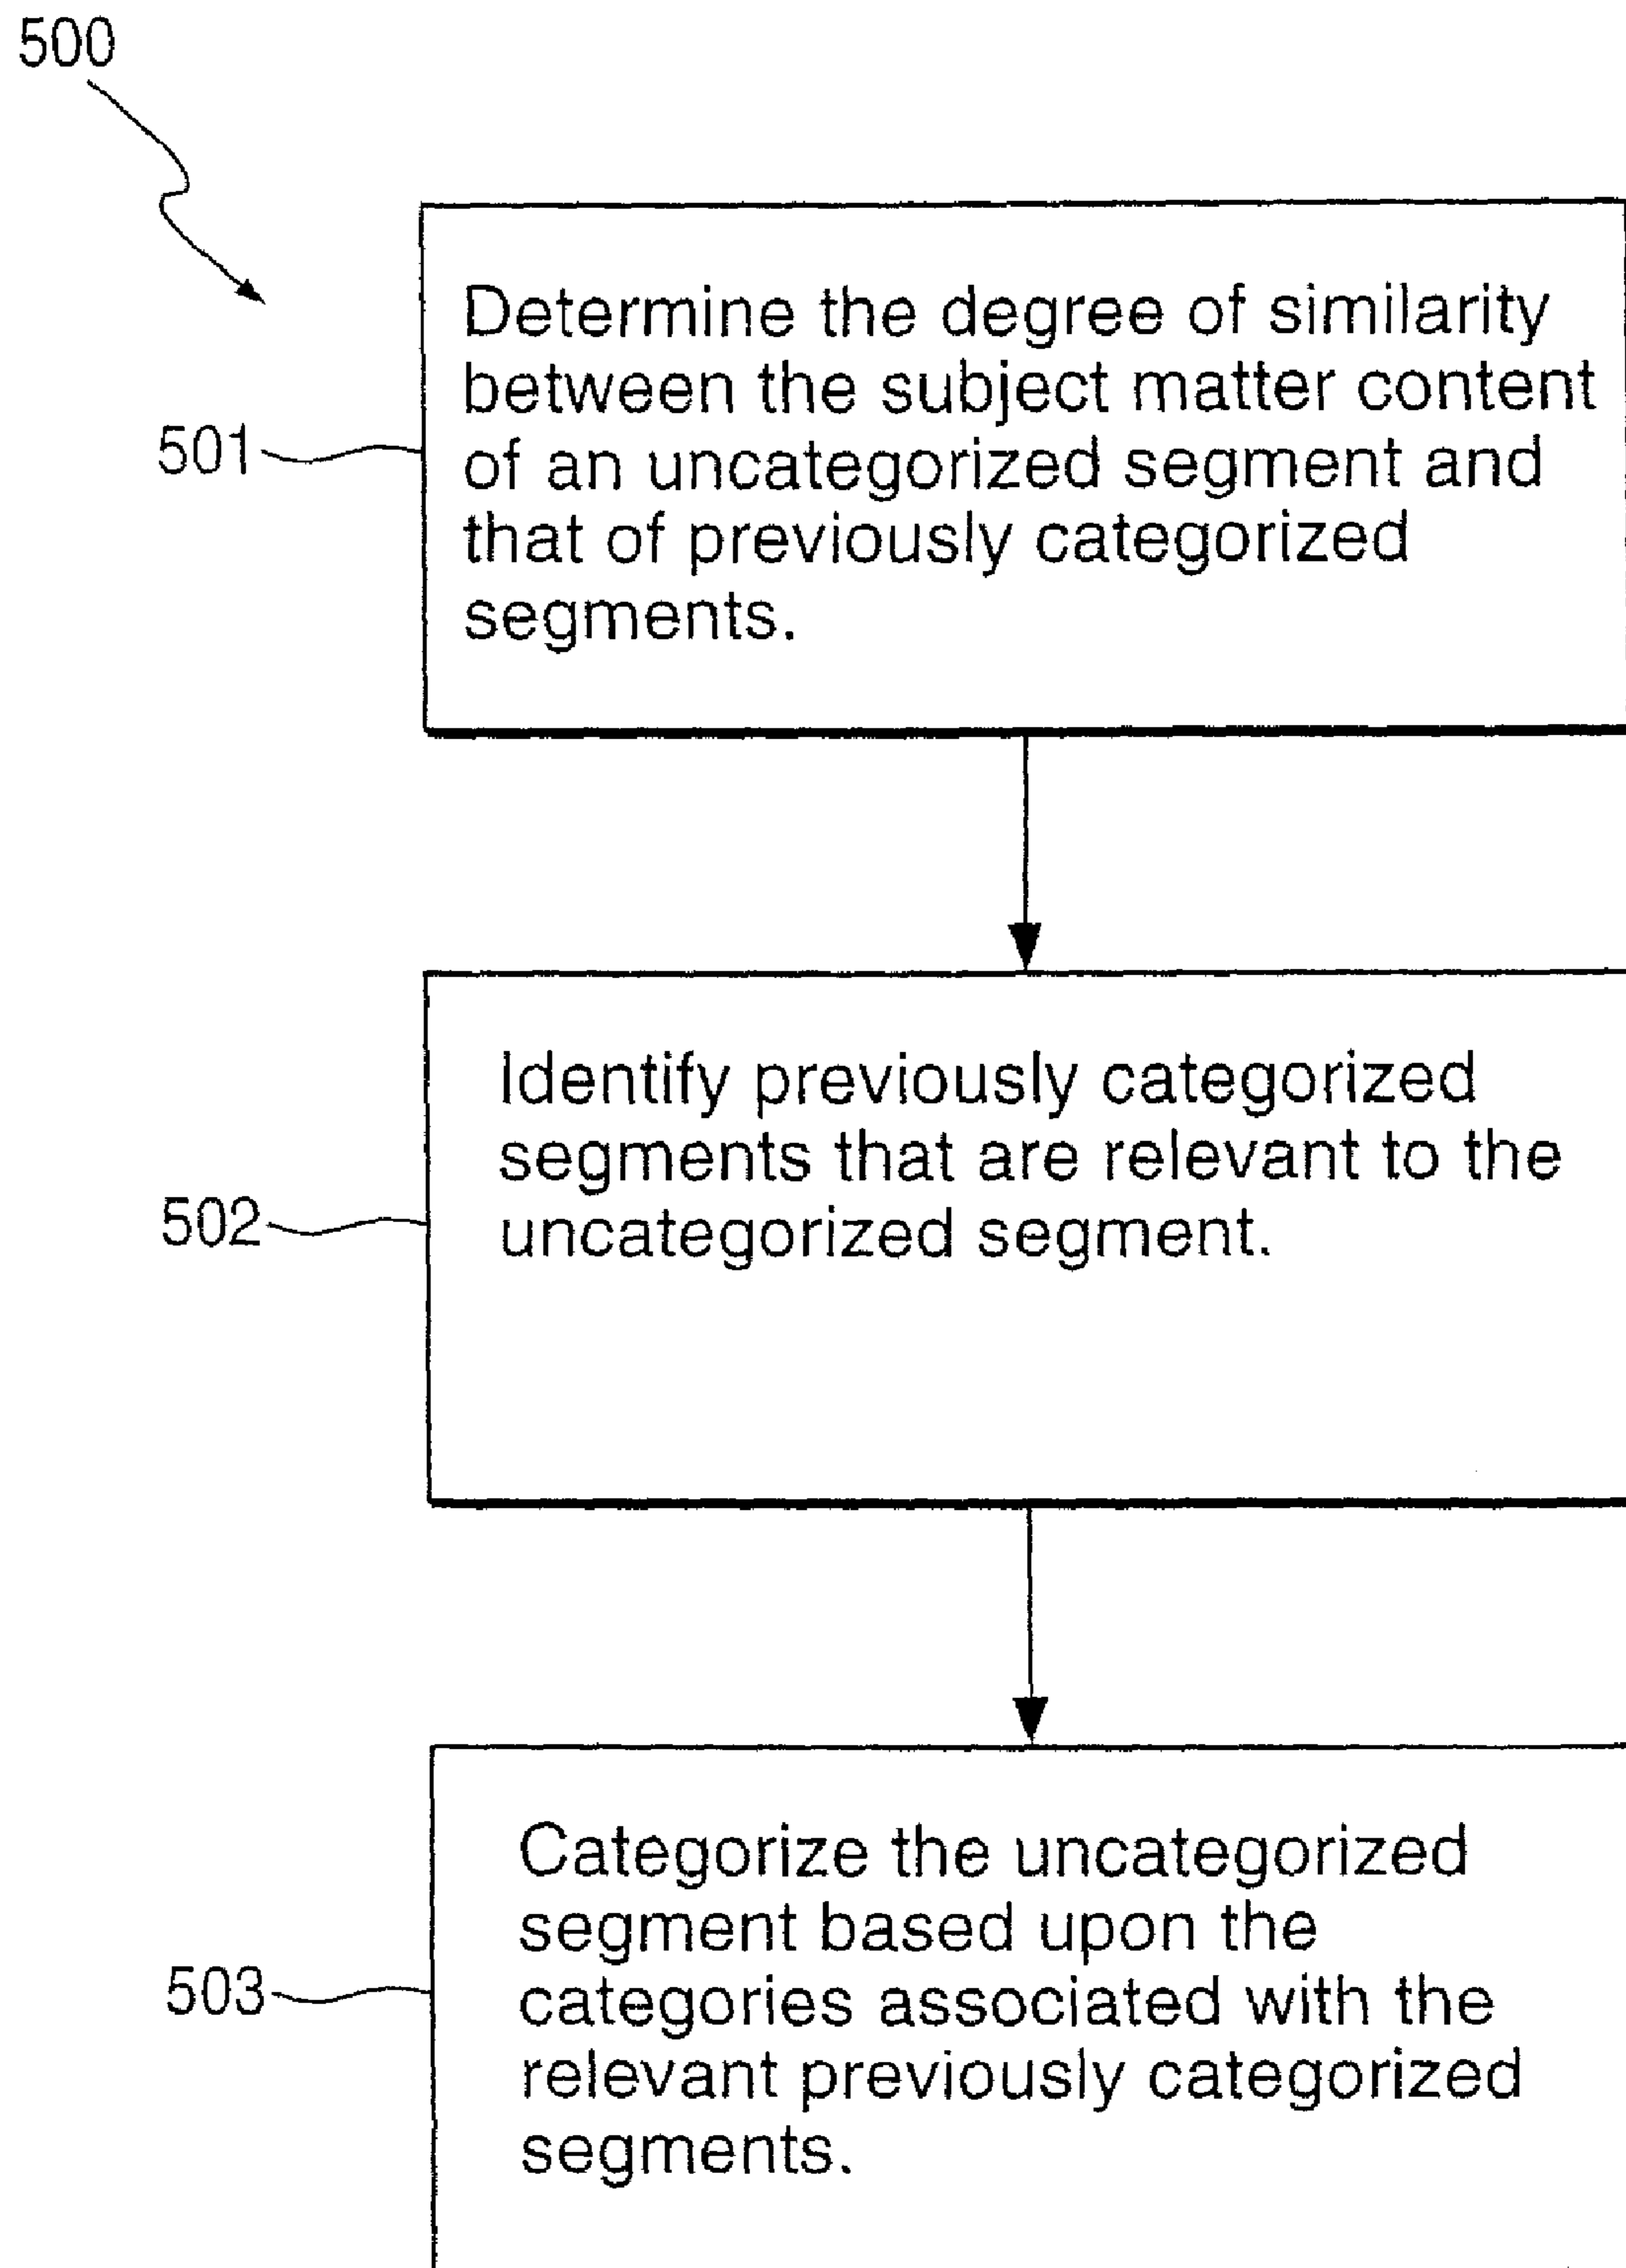 500
501
Determine the degree of similarity
between the subject matter content
of an uncategorized segment and
that of previously categorized
segments.
502
Identify previously categorized
segments that are relevant to the
uncategorized segment.
503
Categorize the uncategorized
segment based upon the
categories associated with the
relevant previously categorized
segments.